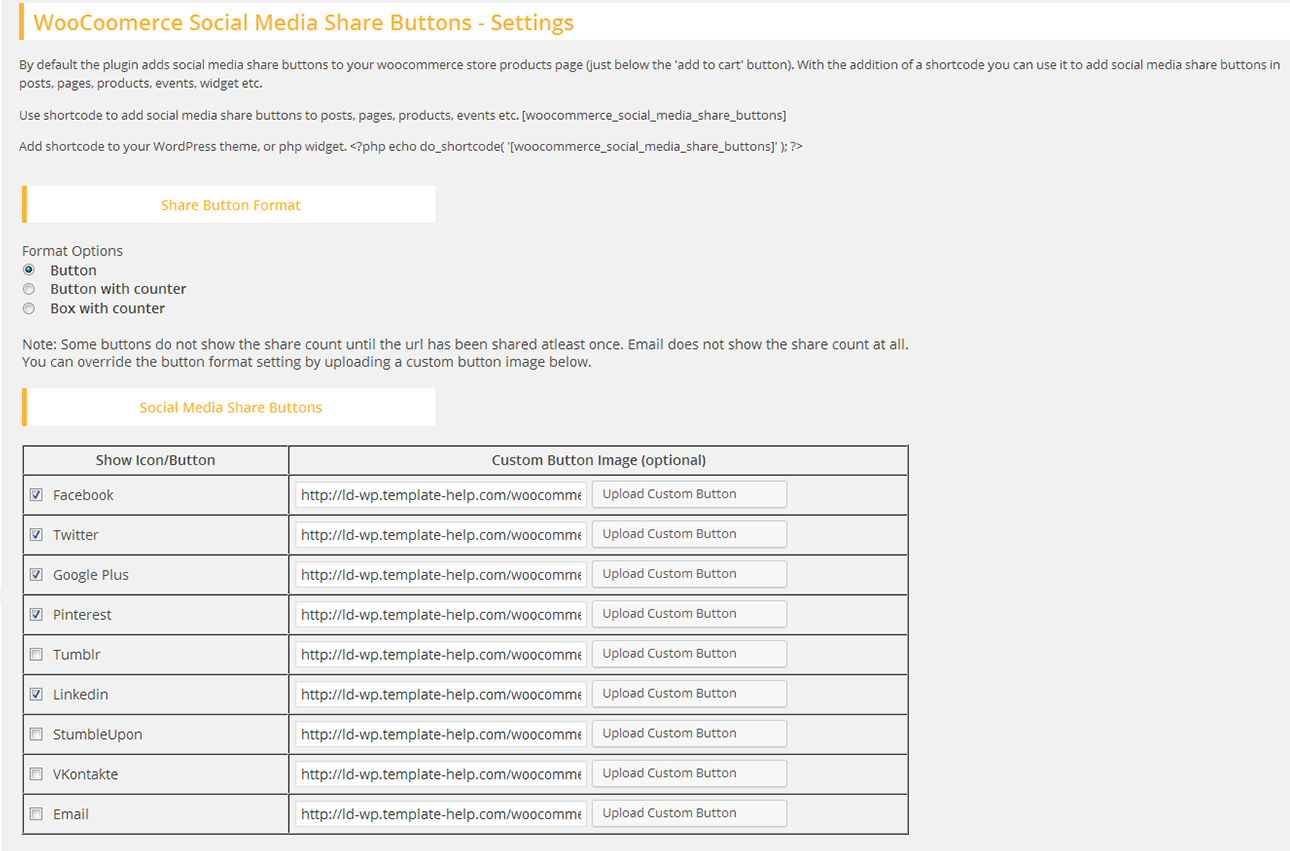 WooCoomerce Social Media Share Buttons - Settings
By default the plugin adds social media share buttons to your woocommerce store products page (just below the 'add to cart' button). With the addition of a shortcode you can use it to add social media share buttons in
posts, pages, products, events, widget etc.
Use shortcode to add social media share buttons to posts, pages, products, events etc. [woocommerce_social_media_share_buttons]
Add shortcode to your WordPress theme, or php widget. <?php echo do_shortcode( '[woocommerce_social_media_share_buttons]' ); ?>
Share Button Format
Format Options
Button
Button with counter
Box with counter
Note: Some buttons do not show the share count until the url has been shared atleast once. Email does not show the share count at all.
You can override the button format setting by uploading a custom button image below.
Social Media Share Buttons
Show Icon/Button Custom Button Image (optional)
Facebook http://ld-wp.template-help.com/woocomme Upload Custom Button
Twitter http://ld-wp.template-help.com/woocomme Upload Custom Button
Google Plus http://ld-wp.template-help.com/woocomme Upload Custom Button
Pinterest http://ld-wp.template-help.com/woocomme Upload Custom Button
Tumblr http://ld-wp.template-help.com/woocomme Upload Custom Button
Linkedin http://ld-wp.template-help.com/woocomme Upload Custom Button
StumbleUpon http://ld-wp.template-help.com/woocomme Upload Custom Button
VKontakte http://ld-wp.template-help.com/woocomme Upload Custom Button
Email http://ld-wp.template-help.com/woocomme Upload Custom Button